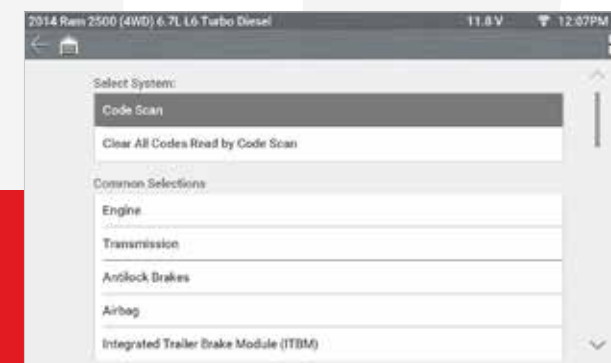 2014 Ram 2500 (4WD) 6.7L L6 Turbo Diesel 11.8 V 12:07PM
Select System:
Code Scan
Clear All Codes Read by Code Scan
Common Selections
Engine
Transmission
Antilock Brakes
Airbag
Integrated Trailer Brake Module (ITBM)